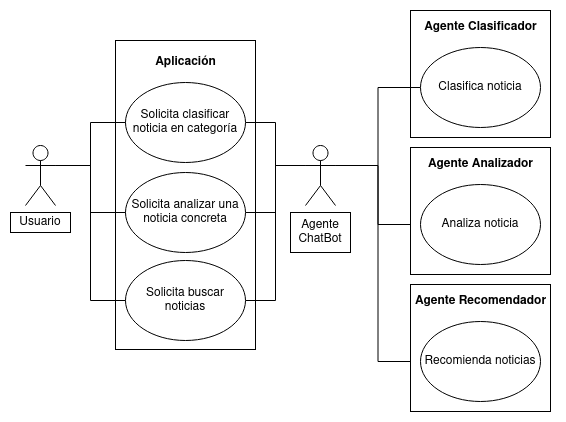 Usuario
Aplicación
Solicita clasificar
noticia en categoría
Solicita analizar una
noticia concreta
Solicita buscar
noticias
Agente
ChatBot
Agente Clasificador
Clasifica noticia
Agente Analizador
Analiza noticia
Agente Recomendador
Recomienda noticias